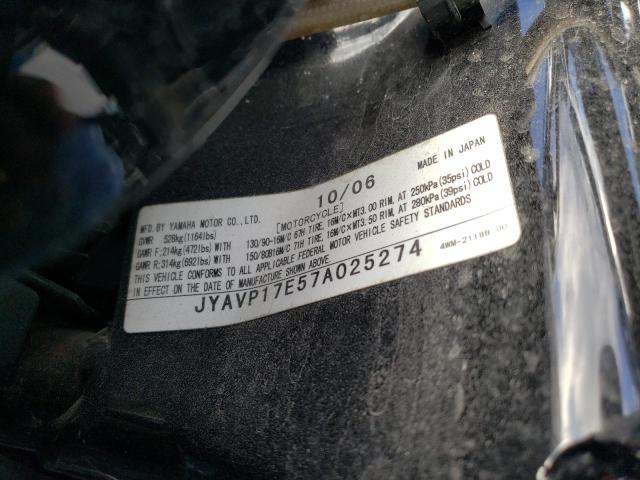 10/06
MADE IN JAPAN
MFD. BY YAMAHA MOTOR CO., LTD.
[MOTORCYCLE]
GVWR 528kg(1164lbs)
GAWR F:214kg(472lbs) WITH 130/90-16M/C 67H TIRE, 16M/C×MT3.00 RIM, AT 250kPa(35psi) COLD
GAWR R:314kg(692lbs) WITH 150/80B16M/C 71H TIRE, 16M/C×MT3.50 RIM, AT 280kPa(39psi) COLD
THIS VEHICLE CONFORMS TO ALL APPLICABLE FEDERAL MOTOR VEHICLE SAFETY STANDARDS
IN EFFECT ON THE DATE OF MANUFACTURE SHOWN ABOVE
4WM-2118B-00
JYAVP17E57A025274